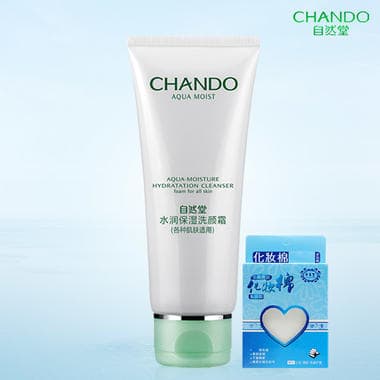 CHANDO
自然堂
CHANDO
AQUA MOIST
AQUA-MOISTURE
HYDRATATION CLEANSER
foam for all skin
自然堂
水润保湿洗颜霜
(各种肌肤适用)
化妆棉
化妆棉